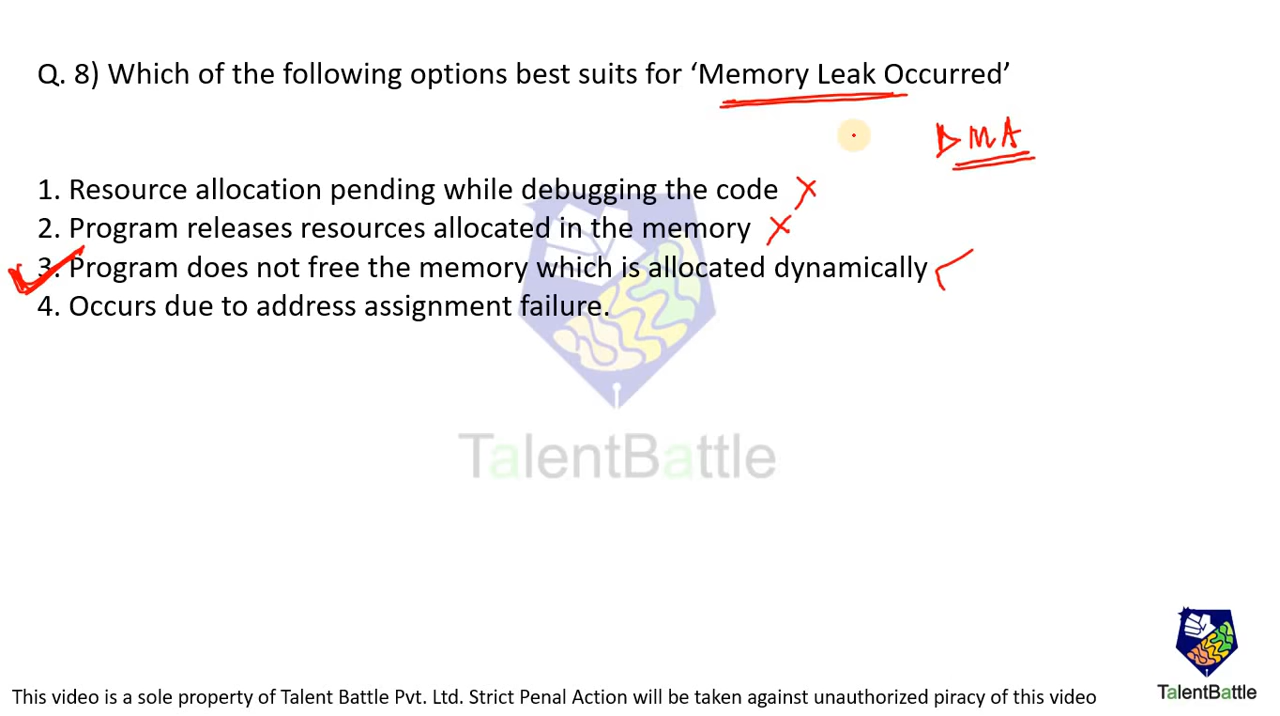 Q. 8) Which of the following options best suits for ‘Memory Leak Occurred’
DMA
1. Resource allocation pending while debugging the code
2. Program releases resources allocated in the memory
3. Program does not free the memory which is allocated dynamically
4. Occurs due to address assignment failure.
TalentBattle
TalentBattle
This video is a sole property of Talent Battle Pvt. Ltd. Strict Penal Action will be taken against unauthorized piracy of this video